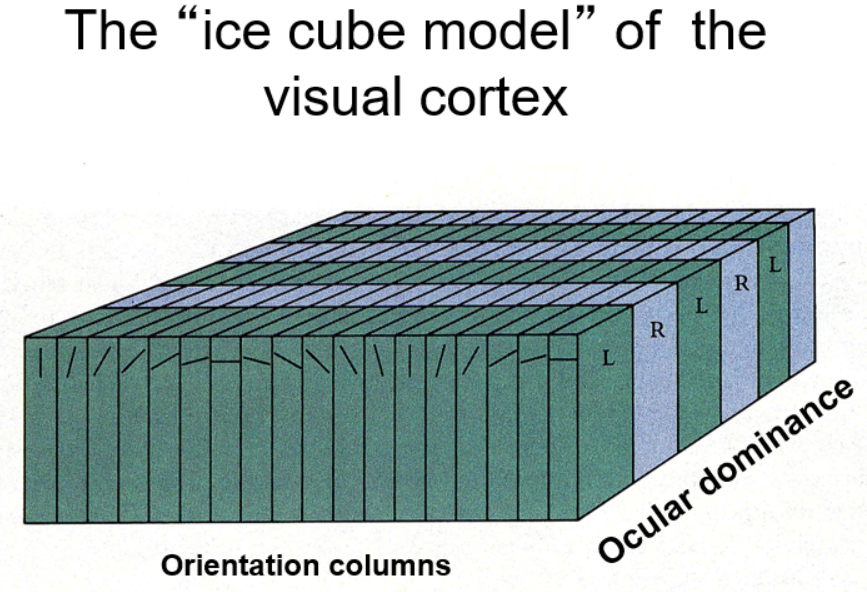 The “ice cube model” of the
visual cortex
L
R
L
R
L
Orientation columns
Ocular dominance